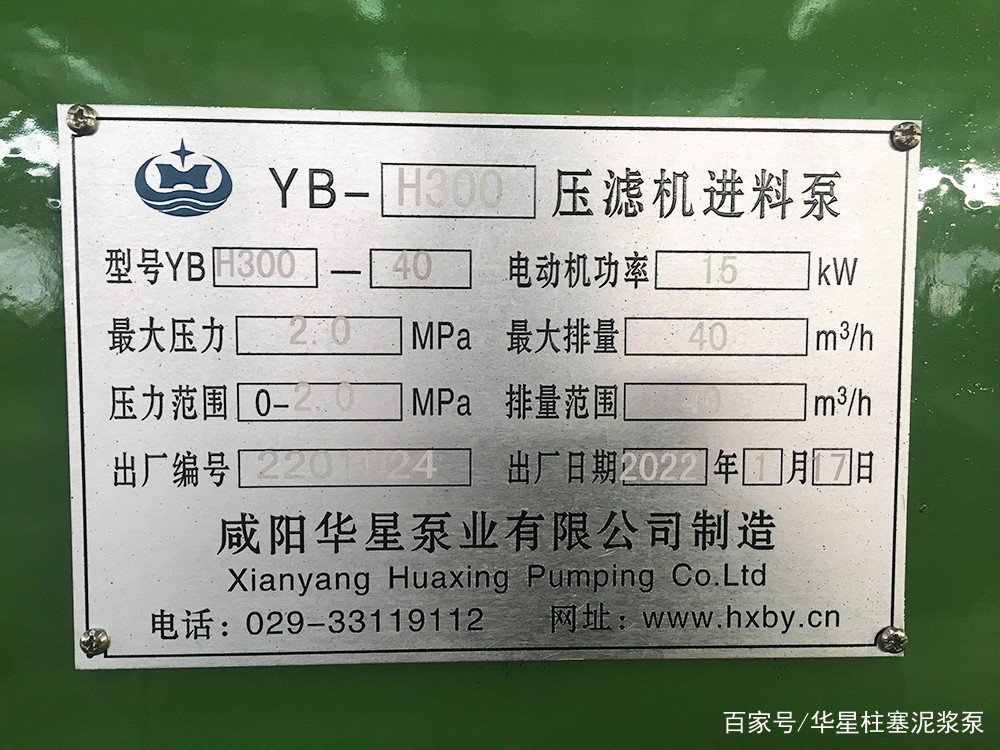 YB-H300压滤机进料泵
型号YB H300 — 40 电动机功率 15 kW
最大压力 2.0 MPa 最大排量 40 m³/h
压力范围 0-2.0 MPa 排量范围 40 m³/h
出厂编号 2201024 出厂日期 2022 年 1 月 17 日
咸阳华星泵业有限公司制造
Xianyang Huaxing Pumping Co.Ltd
电话：029-33119112 网址：www.hxby.cn
百家号/华星柱塞泥浆泵